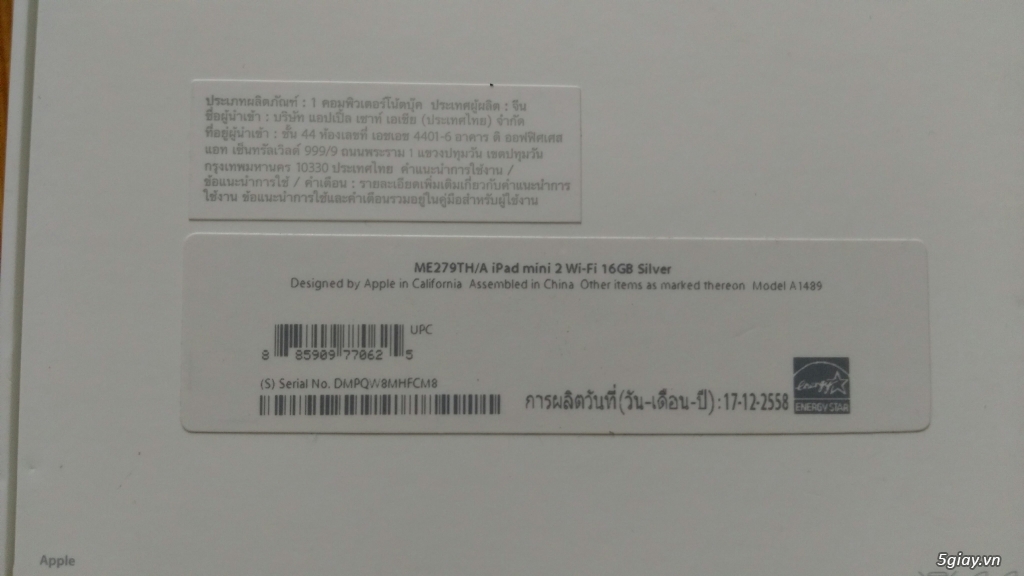 ประเภทผลิตภัณฑ์ : 1 คอมพิวเตอร์โน้ตบุ๊ค ประเทศผู้ผลิต : จีน
ชื่อผู้นำเข้า : บริษัท แอปเปิ้ล เซาท์ เอเชีย (ประเทศไทย) จำกัด
ที่อยู่ผู้นำเข้า : ชั้น 44 ห้องเลขที่ เอชเอช 4401-6 อาคาร ดิ ออฟฟิศเศส
แอท เซ็นทรัลเวิลด์ 999/9 ถนนพระราม 1 แขวงปทุมวัน เขตปทุมวัน
กรุงเทพมหานคร 10330 ประเทศไทย คำแนะนำการใช้งาน /
ข้อแนะนำการใช้ / คำเตือน : รายละเอียดเพิ่มเติมเกี่ยวกับคำแนะนำการ
ใช้งาน ข้อแนะนำการใช้และคำเตือนรวมอยู่ในคู่มือสำหรับผู้ใช้งาน
ME279TH/A iPad mini 2 Wi-Fi 16GB Silver
Designed by Apple in California Assembled in China Other items as marked thereon Model A1489
UPC
8 85909 77062 5
(S) Serial No. DMPQW8MHFCM8
การผลิตวันที่(วัน-เดือน-ปี):17-12-2558
energy
ENERGY STAR
Apple
5giay.vn